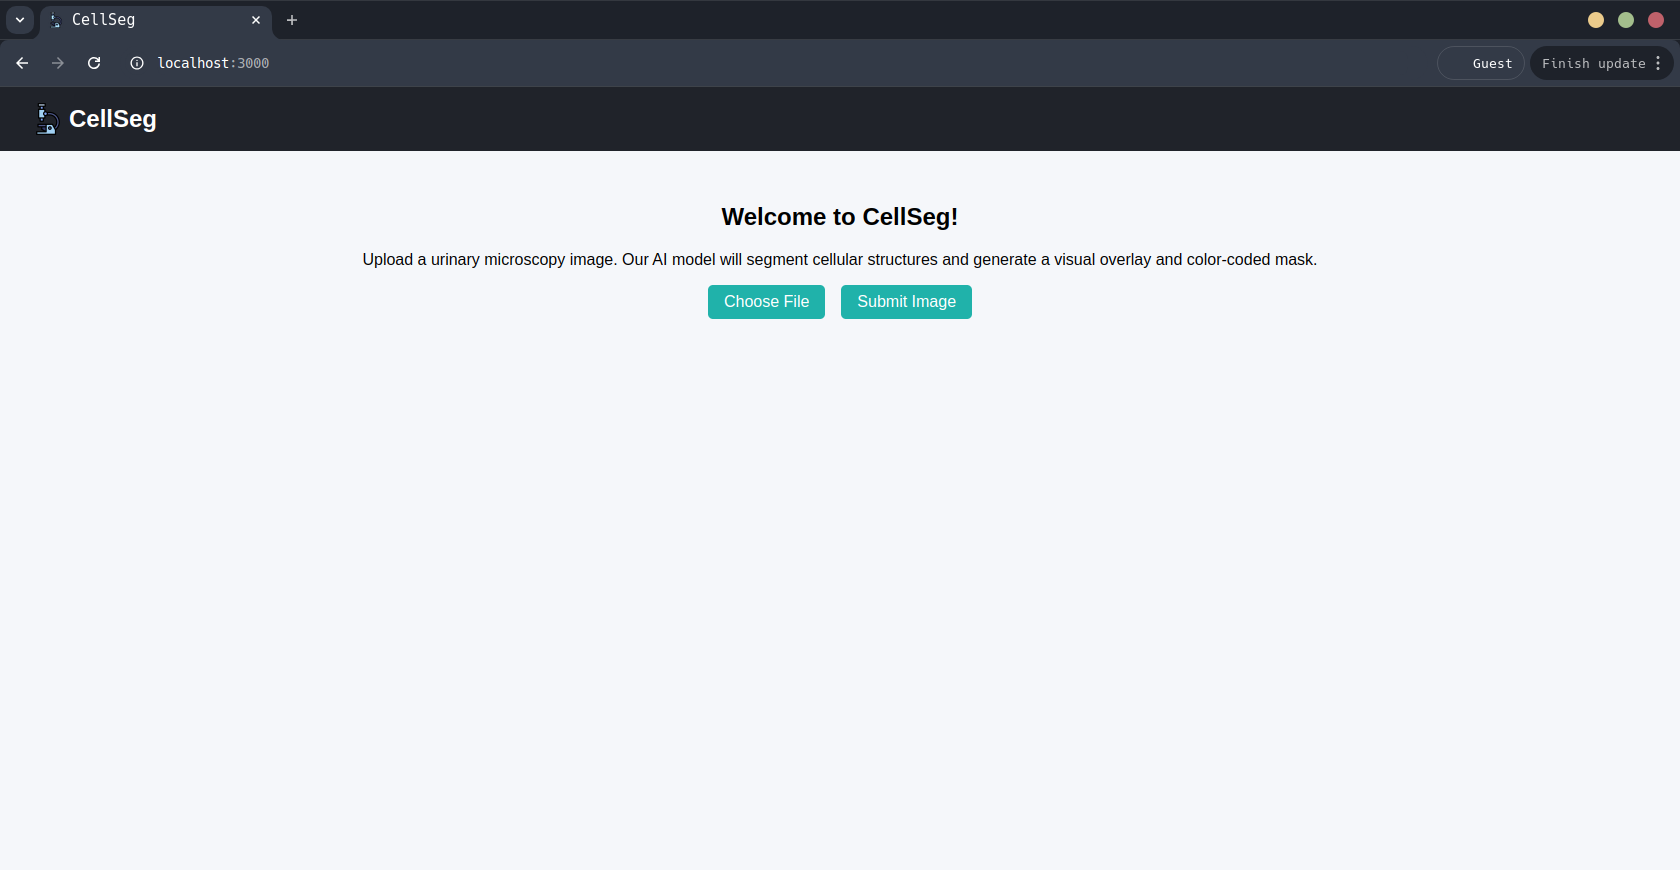 CellSeg
localhost:3000
Guest
Finish update
CellSeg
Welcome to CellSeg!
Upload a urinary microscopy image. Our AI model will segment cellular structures and generate a visual overlay and color-coded mask.
Choose File
Submit Image